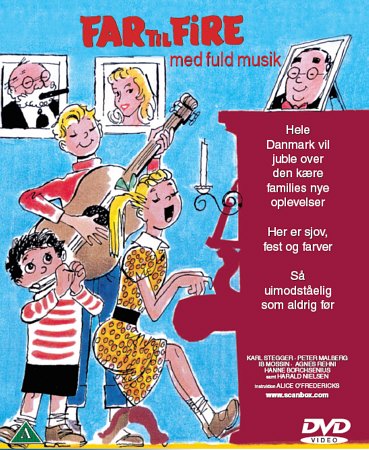 FAR TIL FIRE
med fuld musik
Hele
Danmark vil
juble over
den kære
families nye
oplevelser
Her er sjov,
fest og farver
Så
uimodståelig
som aldrig før
KARL STEGGER - PETER MALBERG
IB MOSSIN - AGNES REHNI
HANNE BORCHSENIUS
samt HARALD NIELSEN
Instruktion ALICE O'FREDERICKS
www.scanbox.com
A
DVD
VIDEO